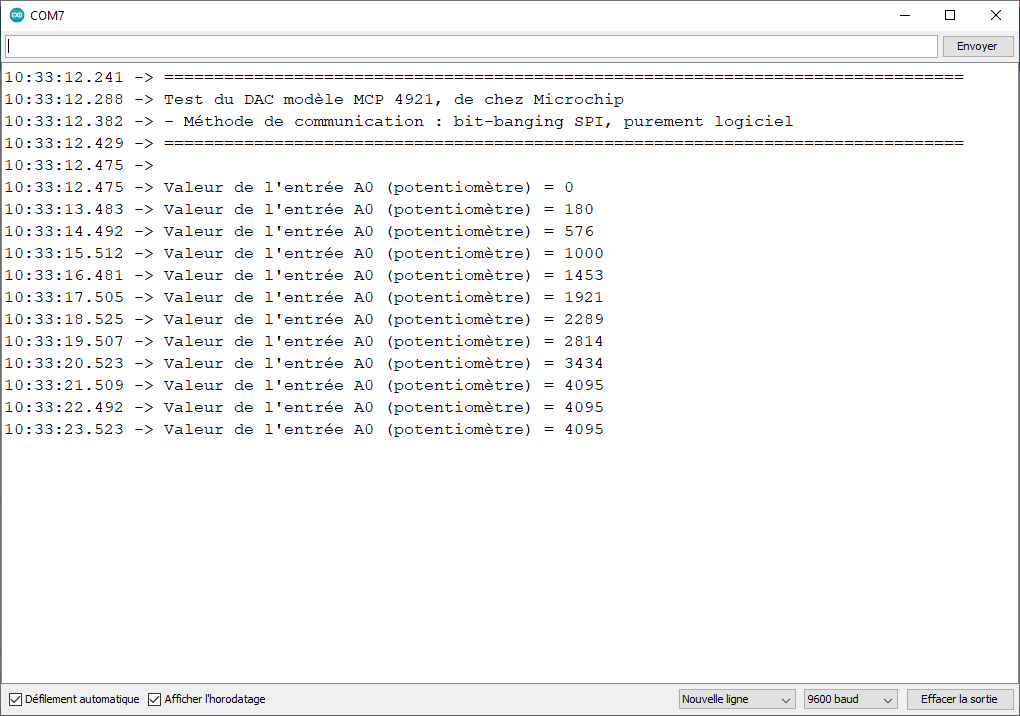 COM7
Envoyer
10:33:12.241 -> ================================================================================
10:33:12.288 -> Test du DAC modèle MCP 4921, de chez Microchip
10:33:12.382 -> - Méthode de communication : bit-banging SPI, purement logiciel
10:33:12.429 -> ================================================================================
10:33:12.475 ->
10:33:12.475 -> Valeur de l'entrée A0 (potentiomètre) = 0
10:33:13.483 -> Valeur de l'entrée A0 (potentiomètre) = 180
10:33:14.492 -> Valeur de l'entrée A0 (potentiomètre) = 576
10:33:15.512 -> Valeur de l'entrée A0 (potentiomètre) = 1000
10:33:16.481 -> Valeur de l'entrée A0 (potentiomètre) = 1453
10:33:17.505 -> Valeur de l'entrée A0 (potentiomètre) = 1921
10:33:18.525 -> Valeur de l'entrée A0 (potentiomètre) = 2289
10:33:19.507 -> Valeur de l'entrée A0 (potentiomètre) = 2814
10:33:20.523 -> Valeur de l'entrée A0 (potentiomètre) = 3434
10:33:21.509 -> Valeur de l'entrée A0 (potentiomètre) = 4095
10:33:22.492 -> Valeur de l'entrée A0 (potentiomètre) = 4095
10:33:23.523 -> Valeur de l'entrée A0 (potentiomètre) = 4095
Défilement automatique Afficher l'horodatage Nouvelle ligne 9600 baud Effacer la sortie